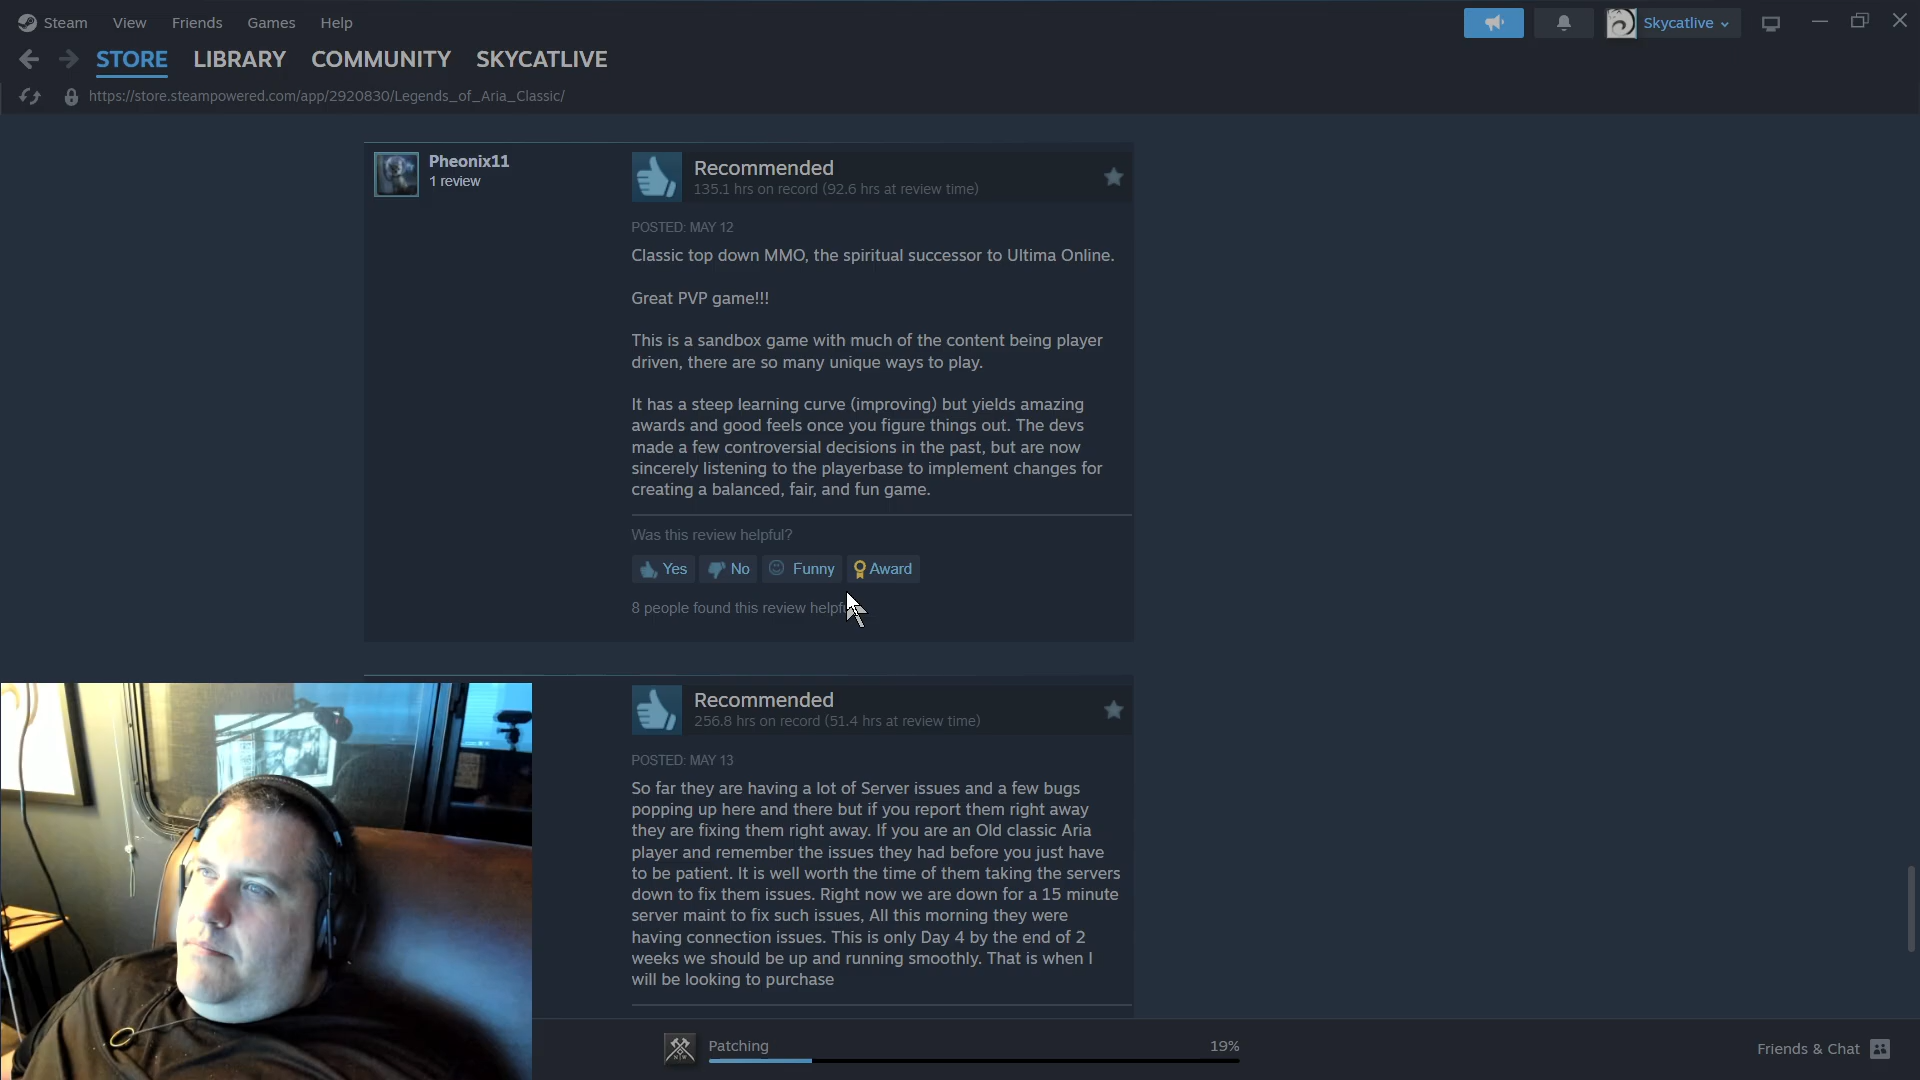 Steam View Friends Games Help
Skycatlive
STORE LIBRARY COMMUNITY SKYCATLIVE
https://store.steampowered.com/app/2920830/Legends_of_Aria_Classic/
Pheonix11
1 review
Recommended
135.1 hrs on record (92.6 hrs at review time)
POSTED: MAY 12
Classic top down MMO, the spiritual successor to Ultima Online.
Great PVP game!!!
This is a sandbox game with much of the content being player
driven, there are so many unique ways to play.
It has a steep learning curve (improving) but yields amazing
awards and good feels once you figure things out. The devs
made a few controversial decisions in the past, but are now
sincerely listening to the playerbase to implement changes for
creating a balanced, fair, and fun game.
Was this review helpful?
Yes No Funny Award
8 people found this review
Recommended
256.8 hrs on record (51.4 hrs at review time)
POSTED: MAY 13
So far they are having a lot of Server issues and a few bugs
popping up here and there but if you report them right away
they are fixing them right away. If you are an Old classic Aria
player and remember the issues they had before you just have
to be patient. It is well worth the time of them taking the servers
down to fix them issues. Right now we are down for a 15 minute
server maint to fix such issues, All this morning they were
having connection issues. This is only Day 4 by the end of 2
weeks we should be up and running smoothly. That is when I
will be looking to purchase
Patching 19%
Friends & Chat